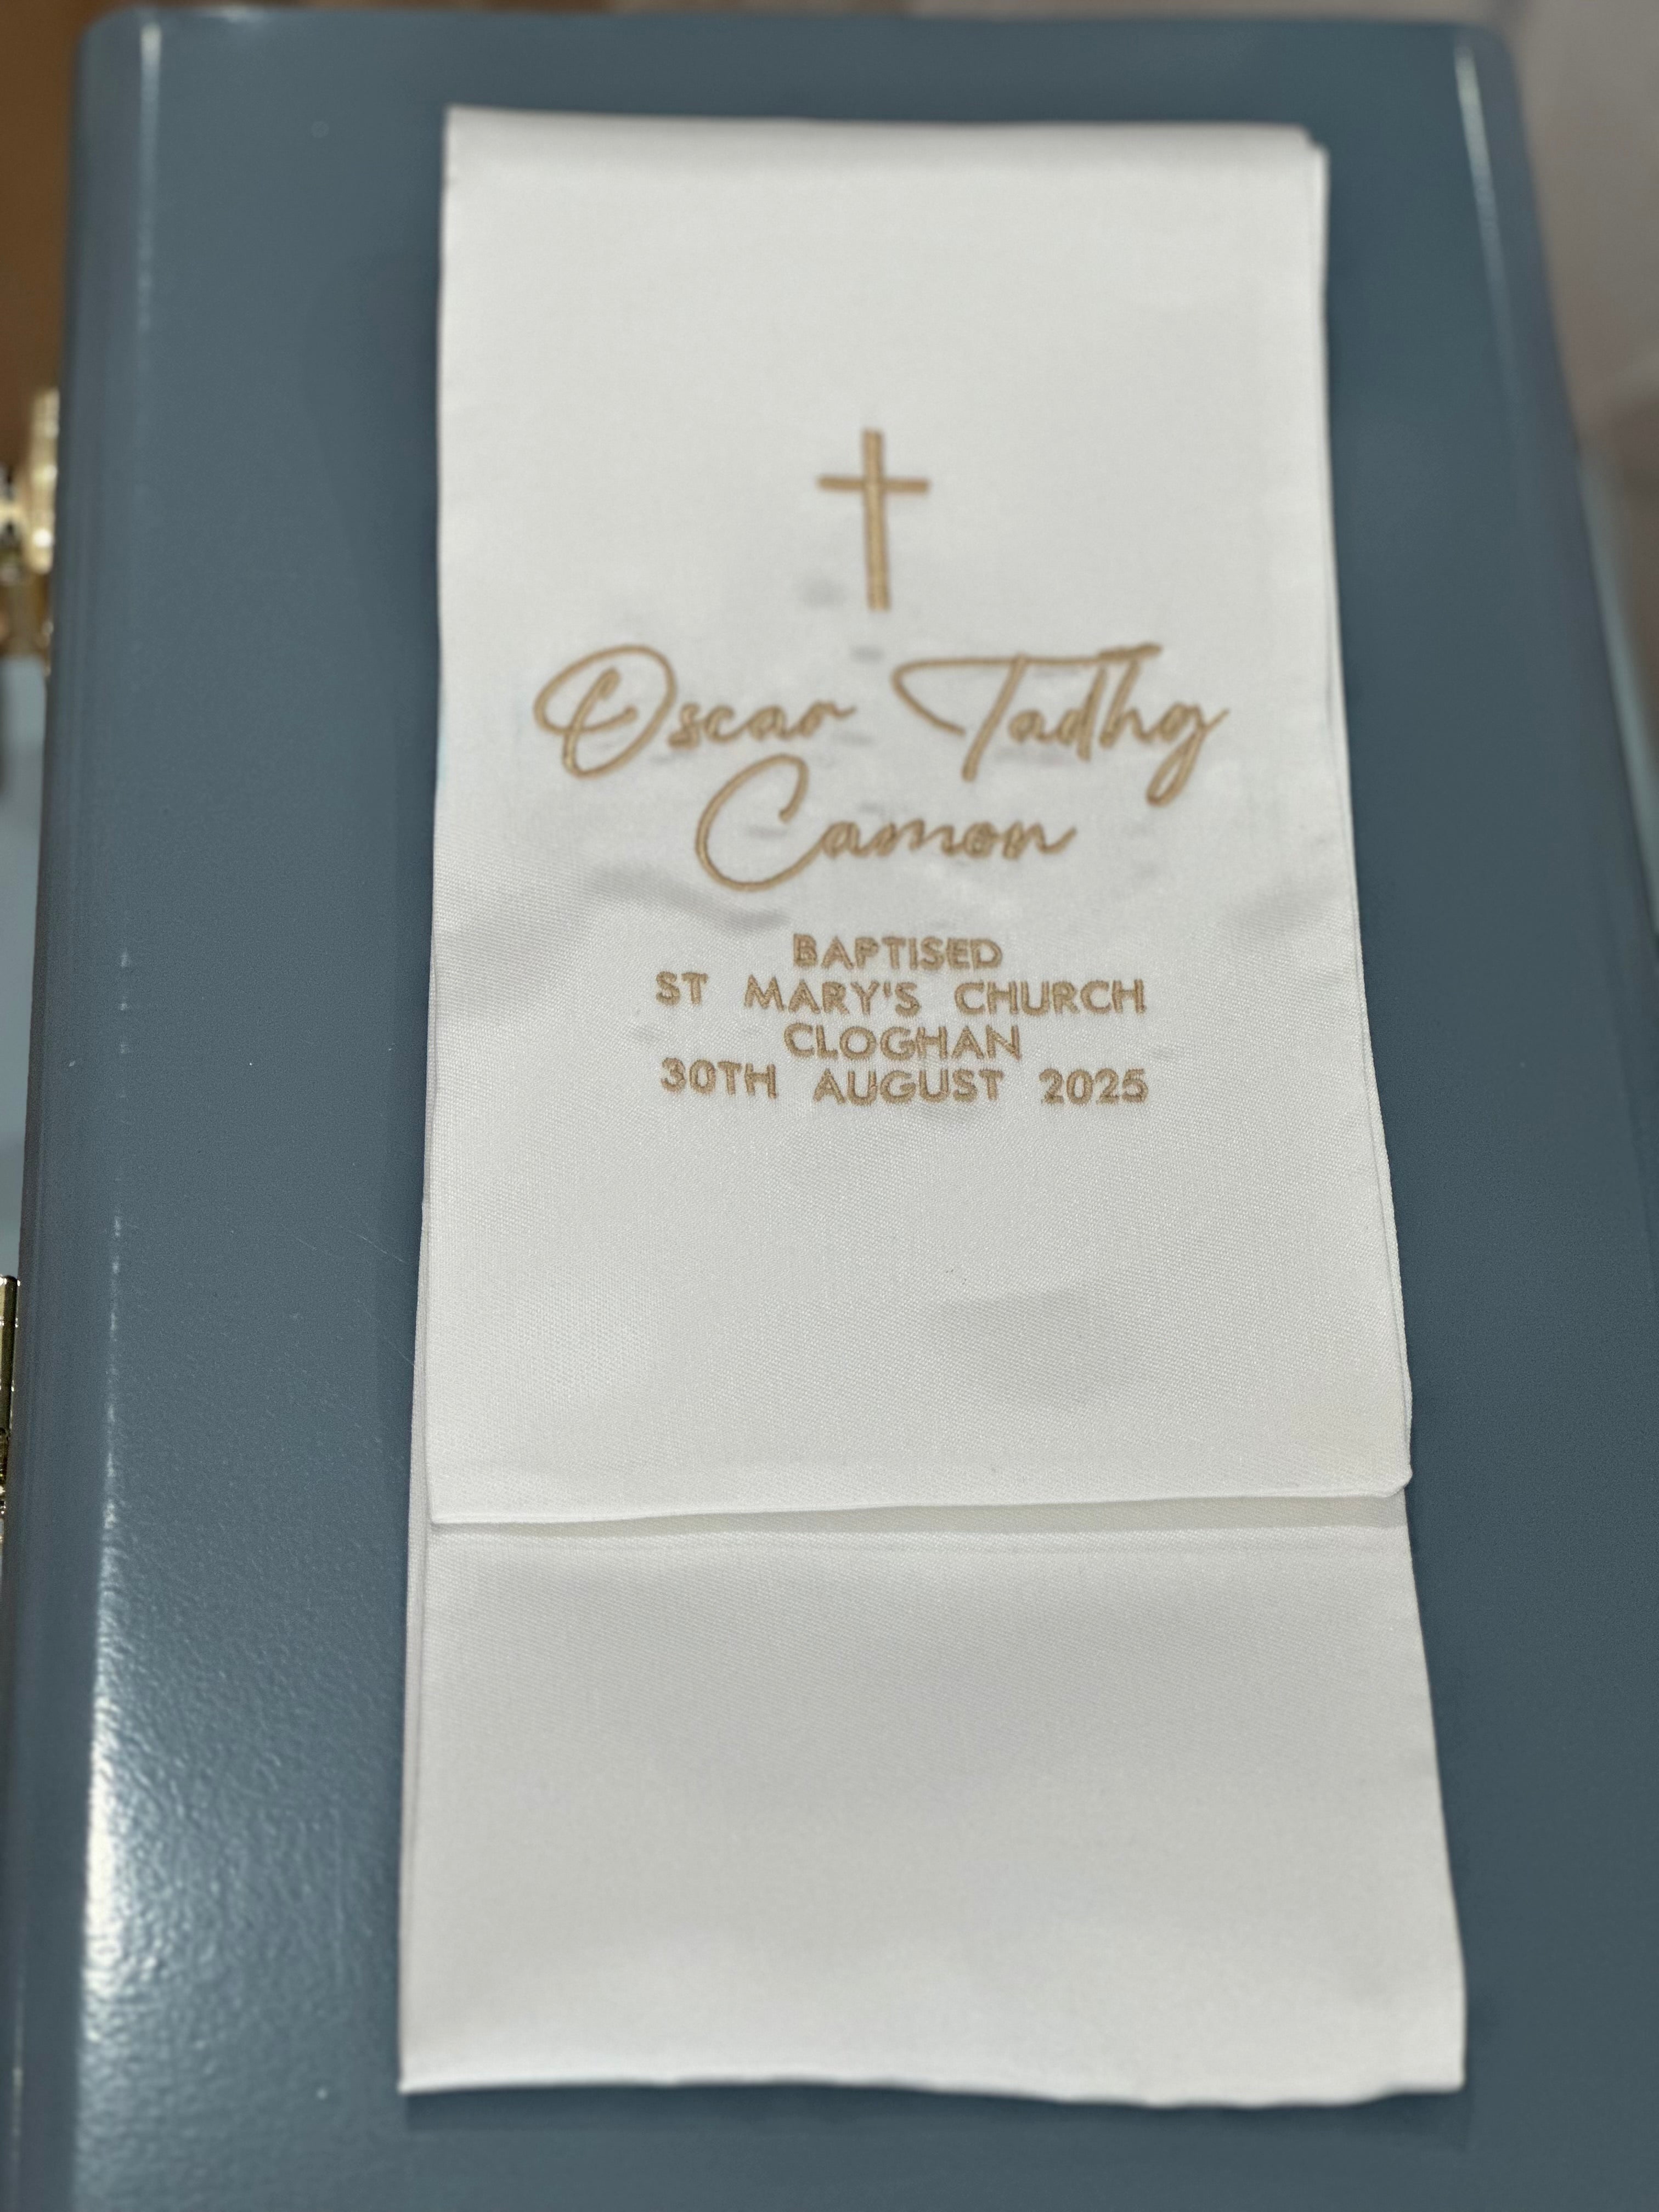 Oscar Tadhg
Camon
BAPTISED
ST MARY'S CHURCH
CLOGHAN
30TH AUGUST 2025